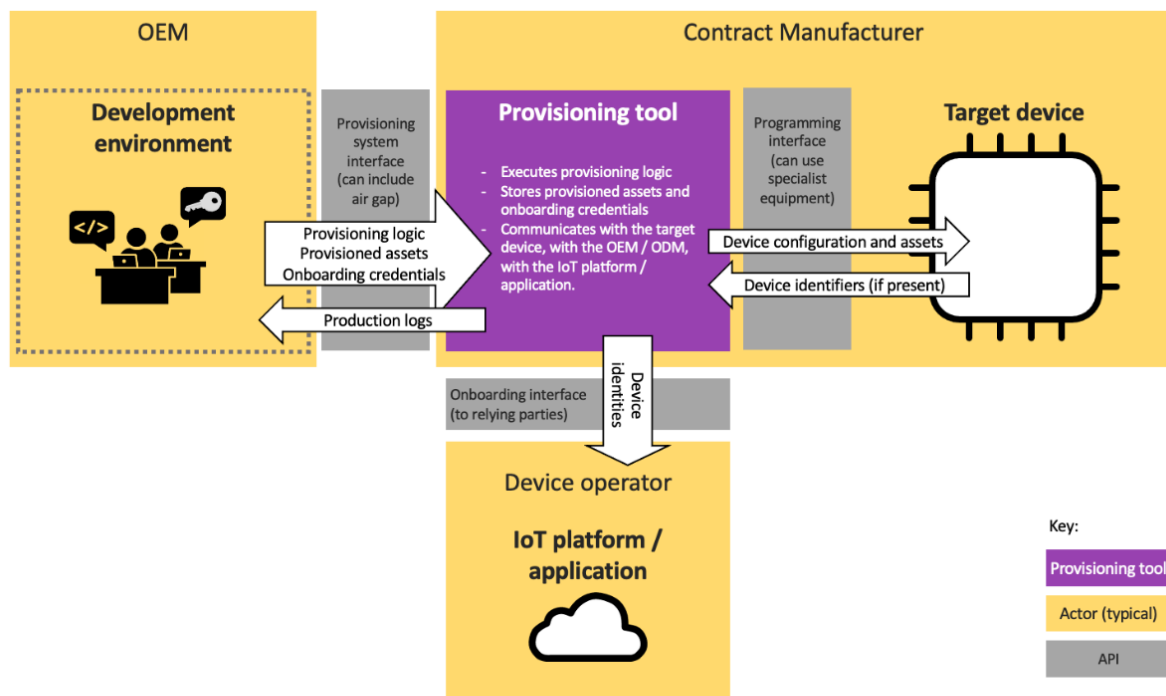 OEM
Contract Manufacturer
Development
environment
</>
Provisioning
system
interface
(can include
air gap)
Provisioning tool
- Executes provisioning logic
- Stores provisioned assets and
onboarding credentials
- Communicates with the target
device, with the OEM / ODM,
with the IoT platform /
application.
Programming
interface
(can use
specialist
equipment)
Target device
Provisioning logic
Provisioned assets
Onboarding credentials
Production logs
Device configuration and assets
Device identifiers (if present)
Onboarding interface
(to relying parties)
Device
identities
Device operator
IoT platform /
application
Key:
Provisioning tool
Actor (typical)
API